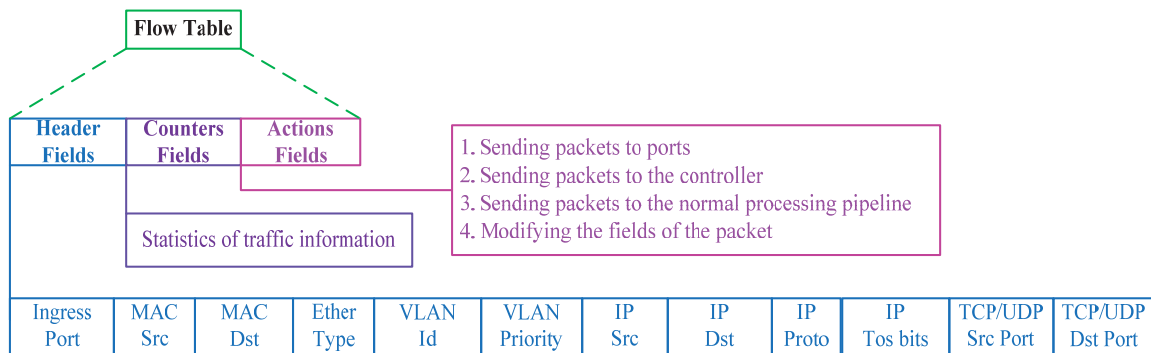 Flow Table
Header
Fields
Counters
Fields
Actions
Fields
1. Sending packets to ports
2. Sending packets to the controller
3. Sending packets to the normal processing pipeline
4. Modifying the fields of the packet
Statistics of traffic information
Ingress
Port
MAC
Src
MAC
Dst
Ether
Type
VLAN
Id
VLAN
Priority
IP
Src
IP
Dst
IP
Proto
IP
Tos bits
TCP/UDP
Src Port
TCP/UDP
Dst Port